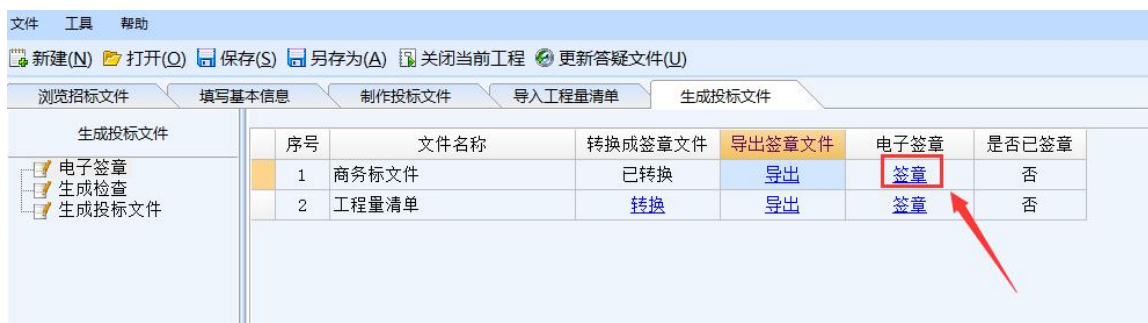 文件 工具 帮助
新建(N) 打开(O) 保存(S) 另存为(A) 关闭当前工程 更新答疑文件(U)
浏览招标文件 填写基本信息 制作投标文件 导入工程量清单 生成投标文件
生成投标文件
电子签章
生成检查
生成投标文件
序号 文件名称 转换成签章文件 导出签章文件 电子签章 是否已签章
1 商务标文件 已转换 导出 签章 否
2 工程量清单 转换 导出 签章 否